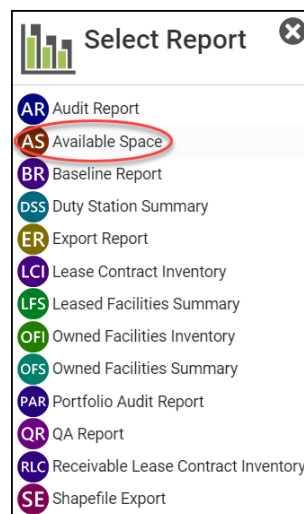 Select Report
AR Audit Report
AS Available Space
BR Baseline Report
DSS Duty Station Summary
ER Export Report
LCI Lease Contract Inventory
LFS Leased Facilities Summary
OFI Owned Facilities Inventory
OFS Owned Facilities Summary
PAR Portfolio Audit Report
QR QA Report
RLC Receivable Lease Contract Inventory
SE Shapefile Export